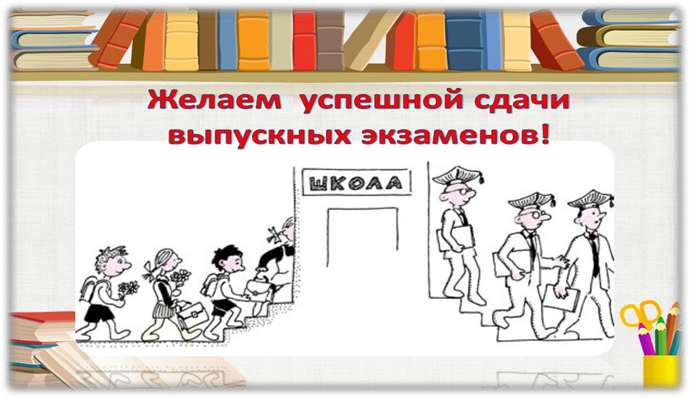 Желаем успешной сдачи
выпускных экзаменов!
ШКОЛА